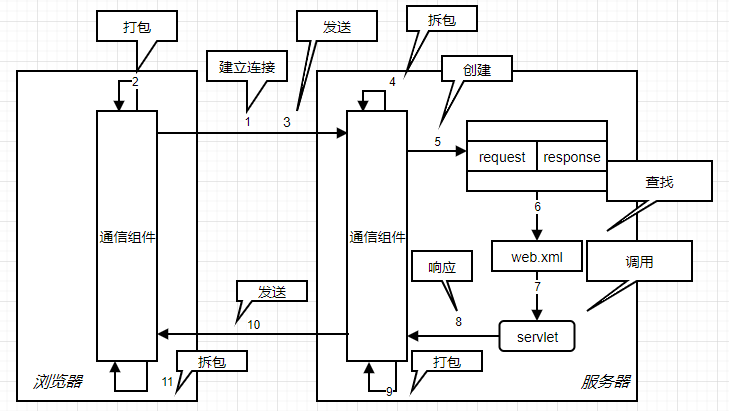 打包
发送
拆包
建立连接
创建
2
4
1
3
5
request
response
查找
6
通信组件
通信组件
web.xml
响应
调用
7
发送
10
8
servlet
拆包
打包
浏览器
11
9
服务器